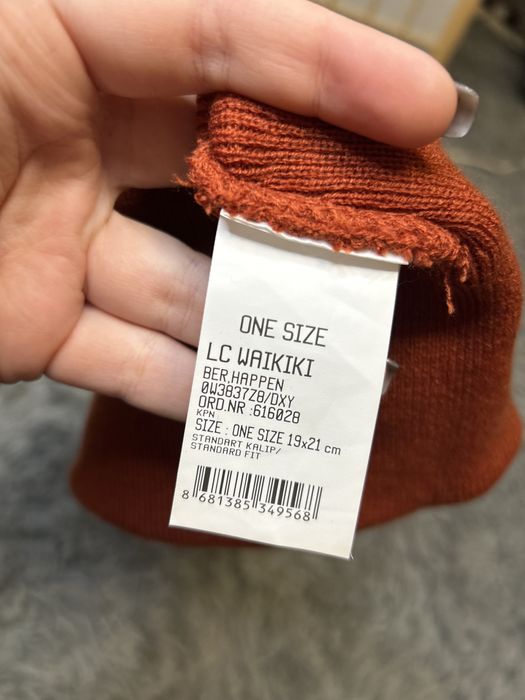 ONE SIZE
LC WAIKIKI
BER,HAPPEN
0W3837Z8/DXY
ORD.NR :616028
KPN
SIZE : ONE SIZE 19x21 cm
STANDART KALIP/
STANDARD FIT
8 681385 349568